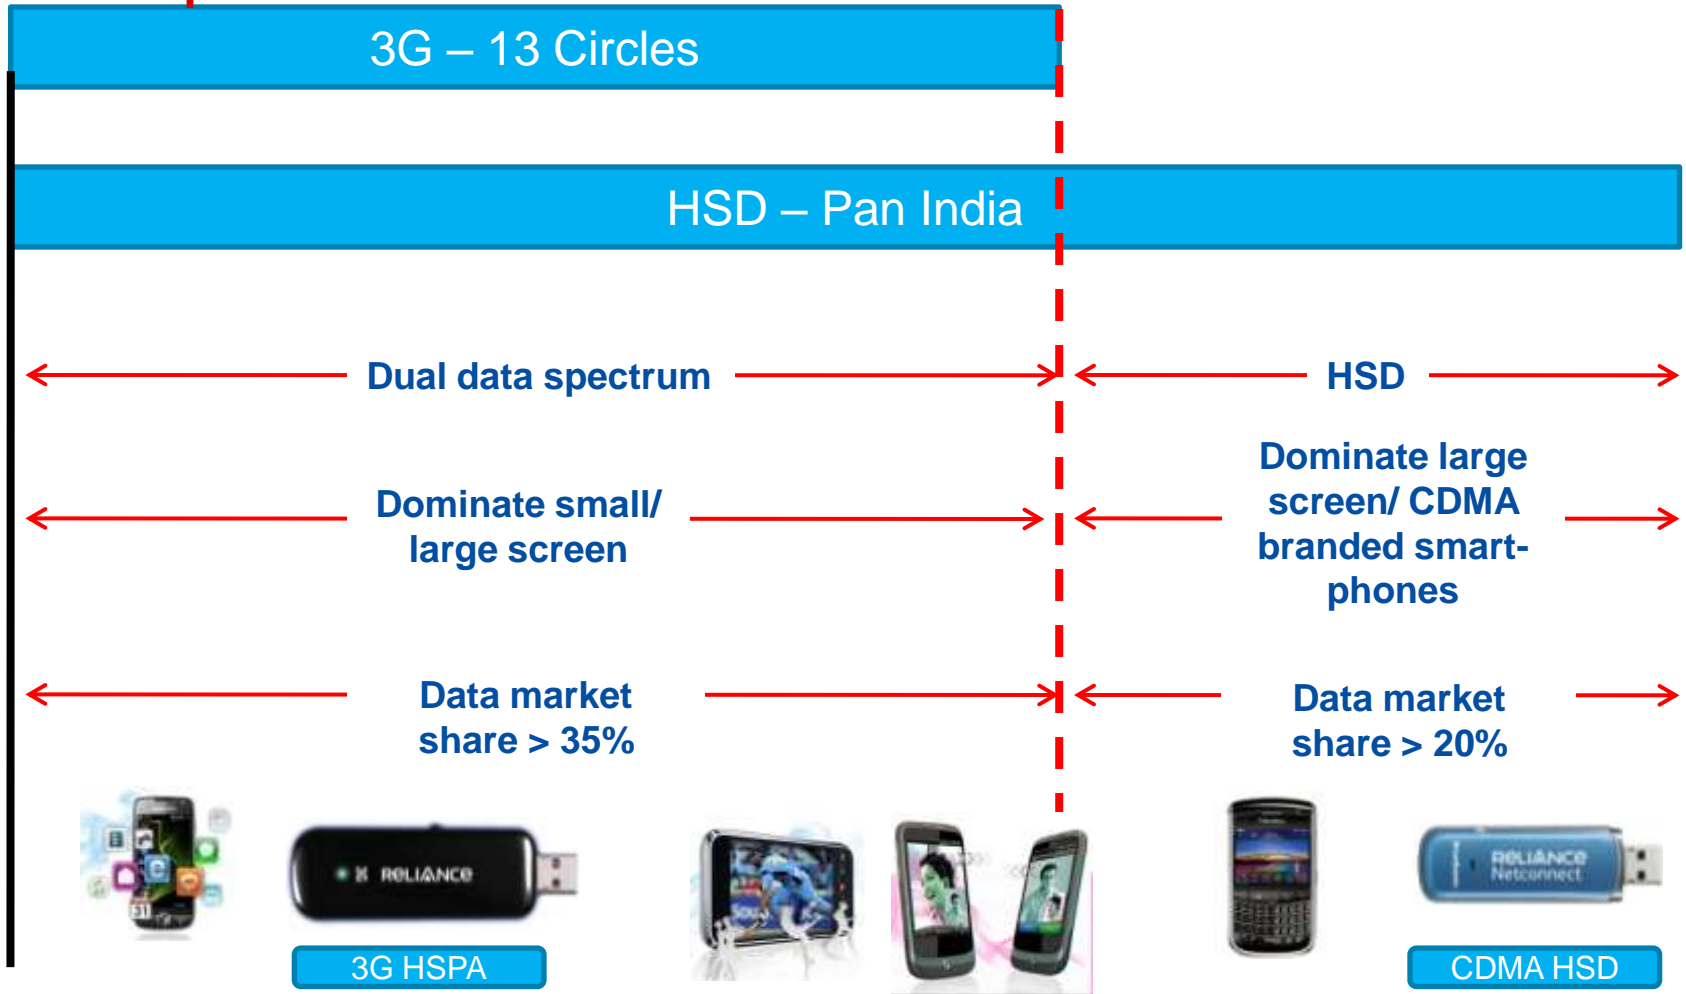 3G – 13 Circles
HSD – Pan India
Dual data spectrum
HSD
Dominate small/
large screen
Dominate large
screen/ CDMA
branded smart-
phones
Data market
share > 35%
Data market
share > 20%
31
RELIANCE
RELIANCE
Netconnect
3G HSPA
CDMA HSD